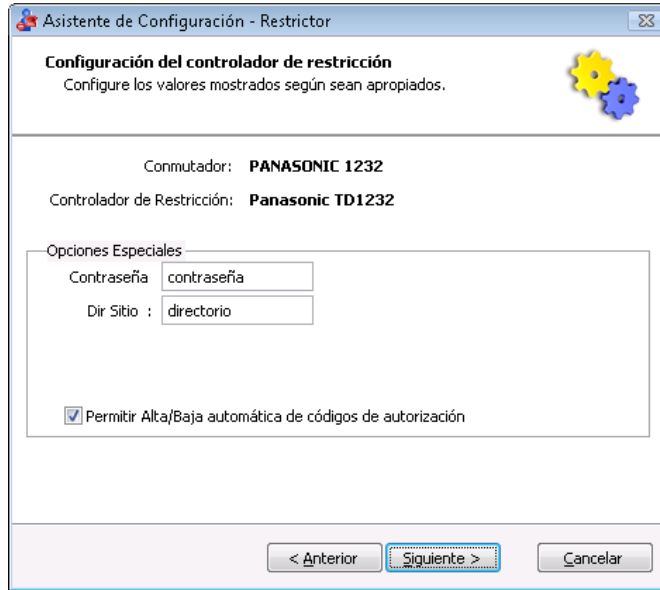 Asistente de Configuración - Restrictor
Configuración del controlador de restricción
Configure los valores mostrados según sean apropiados.
Conmutador: PANASONIC 1232
Controlador de Restricción: Panasonic TD1232
Opciones Especiales
Contraseña contraseña
Dir Sitio : directorio
Permitir Alta/Baja automática de códigos de autorización
< Anterior Siguiente > Cancelar